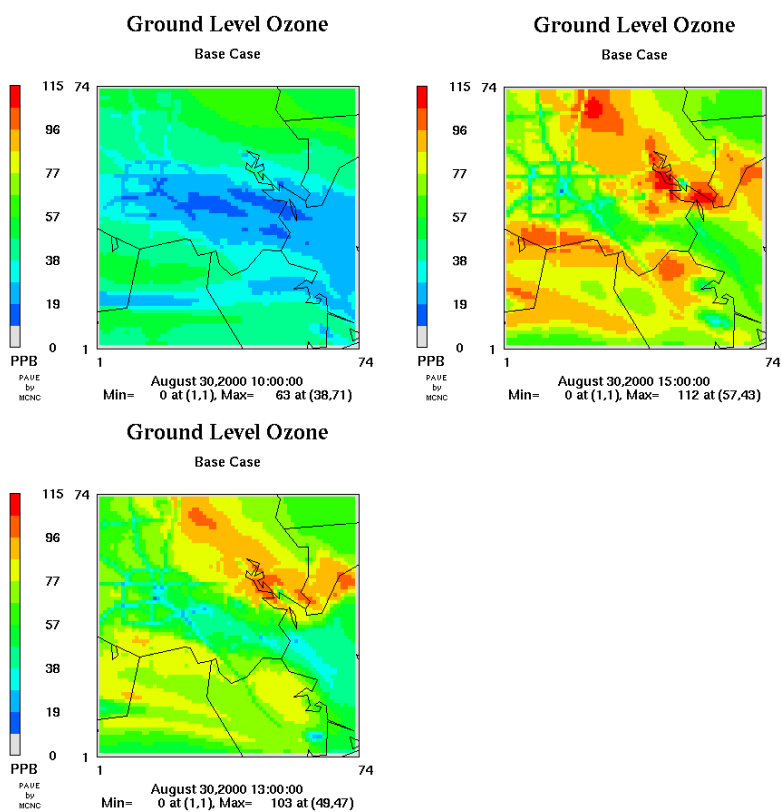 Ground Level Ozone
Base Case
115
96
77
57
38
19
0
74
1
1
74
PPB
PAVE
by
MCNC
August 30,2000 10:00:00
Min= 0 at (1,1), Max= 63 at (38,71)
Ground Level Ozone
Base Case
115
96
77
57
38
19
0
74
1
1
74
PPB
PAVE
by
MCNC
August 30,2000 15:00:00
Min= 0 at (1,1), Max= 112 at (57,43)
Ground Level Ozone
Base Case
115
96
77
57
38
19
0
74
1
1
74
PPB
PAVE
by
MCNC
August 30,2000 13:00:00
Min= 0 at (1,1), Max= 103 at (49,47)